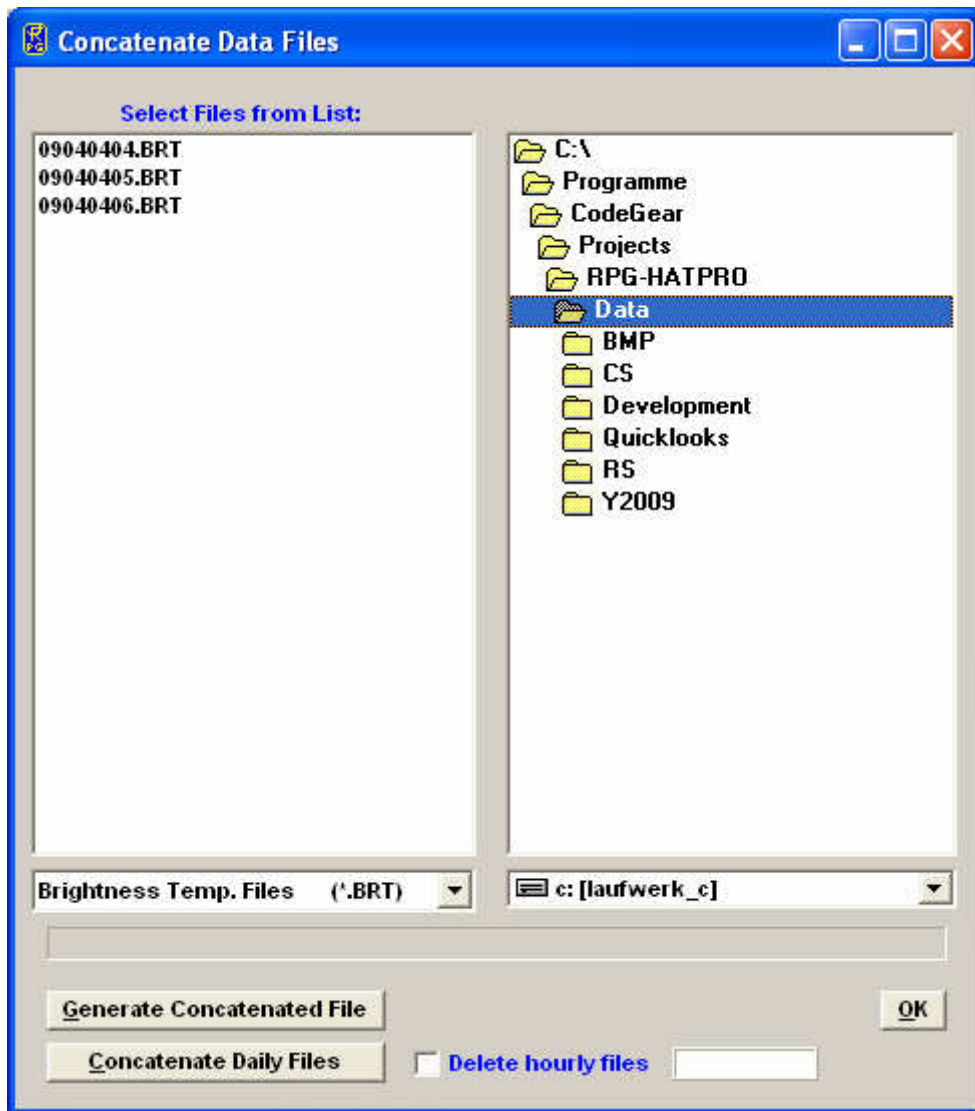 Concatenate Data Files
Select Files from List:
09040404.BRT
09040405.BRT
09040406.BRT
C:\
Programme
CodeGear
Projects
RPG-HATPRO
Data
BMP
CS
Development
Quicklooks
RS
Y2009
Brightness Temp. Files (*.BRT)
c: [laufwerk_c]
Generate Concatenated File
OK
Concatenate Daily Files
Delete hourly files